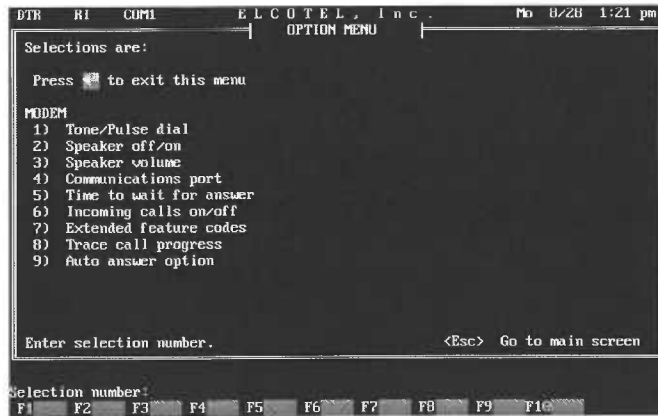 DTR RI COM1 E L C O T E L , I n c . Mo 8/28 1:21 pm
OPTION MENU
Selections are:
Press to exit this menu
MODEM
1) Tone/Pulse dial
2) Speaker off/on
3) Speaker volume
4) Communications port
5) Time to wait for answer
6) Incoming calls on/off
7) Extended feature codes
8) Trace call progress
9) Auto answer option
Enter selection number. <Esc> Go to main screen
Selection number:
F1 F2 F3 F4 F5 F6 F7 F8 F9 F10